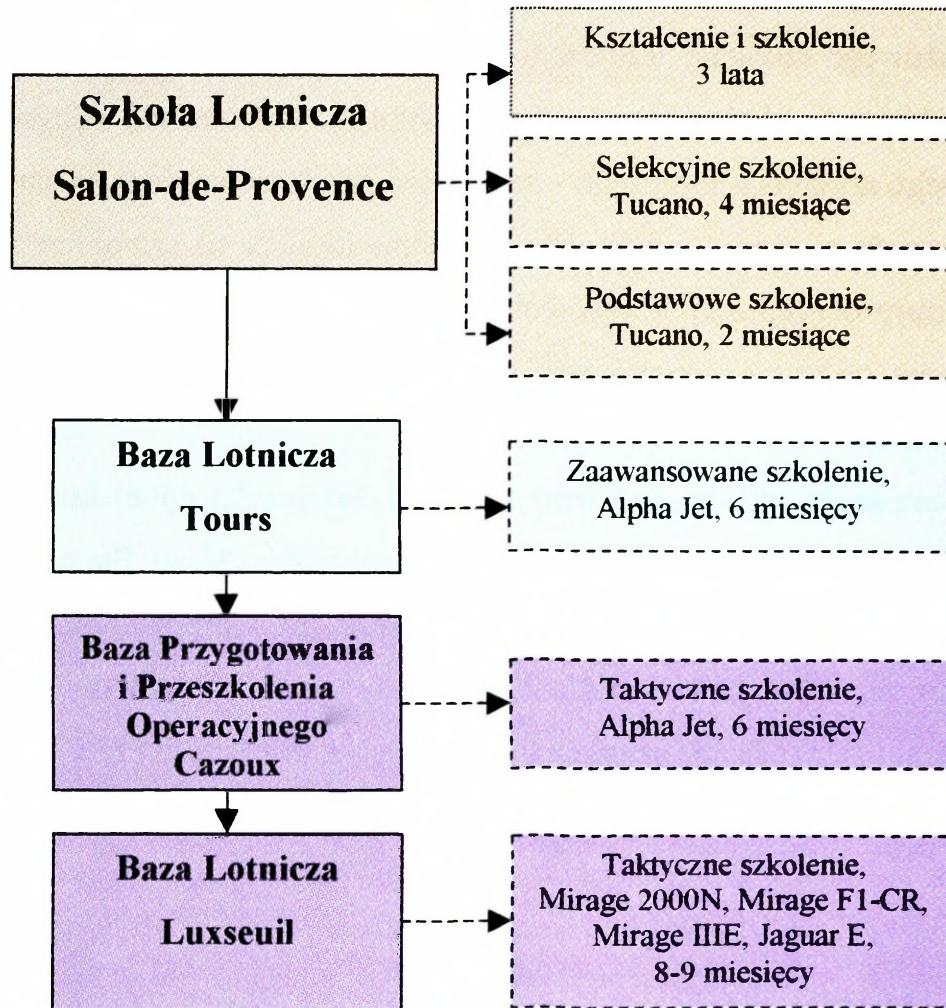 Szkoła Lotnicza
Salon-de-Provence
Kształcenie i szkolenie,
3 lata
Selekcyjne szkolenie,
Tucano, 4 miesiące
Podstawowe szkolenie,
Tucano, 2 miesiące
Baza Lotnicza
Tours
Zaawansowane szkolenie,
Alpha Jet, 6 miesięcy
Baza Przygotowania
i Przeszkolenia
Operacyjnego
Cazoux
Taktyczne szkolenie,
Alpha Jet, 6 miesięcy
Baza Lotnicza
Luxseuil
Taktyczne szkolenie,
Mirage 2000N, Mirage F1-CR,
Mirage IIIE, Jaguar E,
8-9 miesięcy